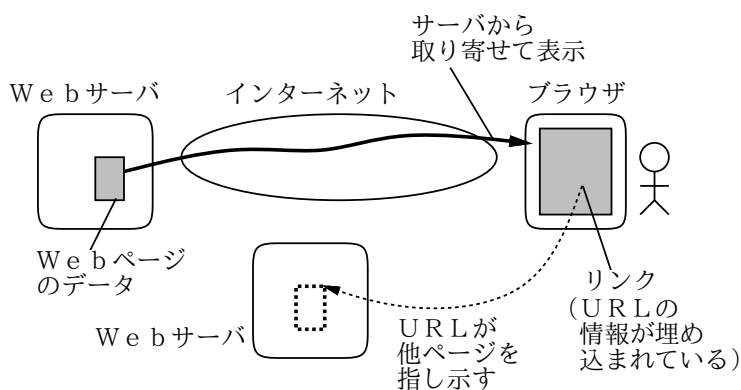 サーバから
取り寄せて表示
Ｗｅｂサーバ
インターネット
ブラウザ
Ｗｅｂページ
のデータ
リンク
（ＵＲＬの
情報が埋め
込まれている）
Ｗｅｂサーバ
ＵＲＬが
他ページを
指し示す